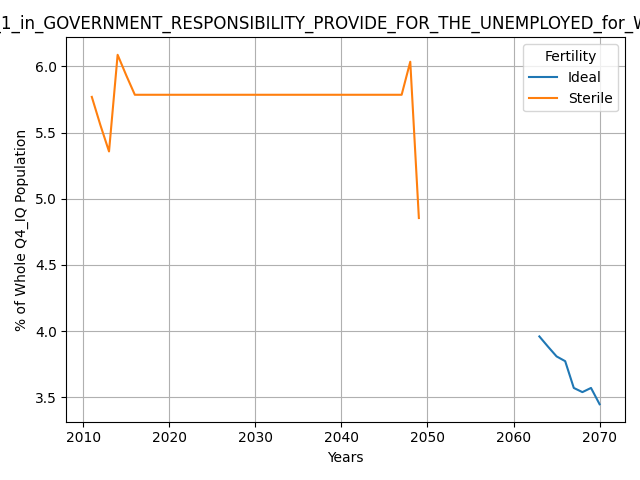 _1_in_GOVERNMENT_RESPONSIBILITY_PROVIDE_FOR_THE_UNEMPLOYED_for_W
Fertility
Ideal
Sterile
6.0
5.5
5.0
4.5
4.0
3.5
% of Whole Q4_IQ Population
2010 2020 2030 2040 2050 2060 2070
Years